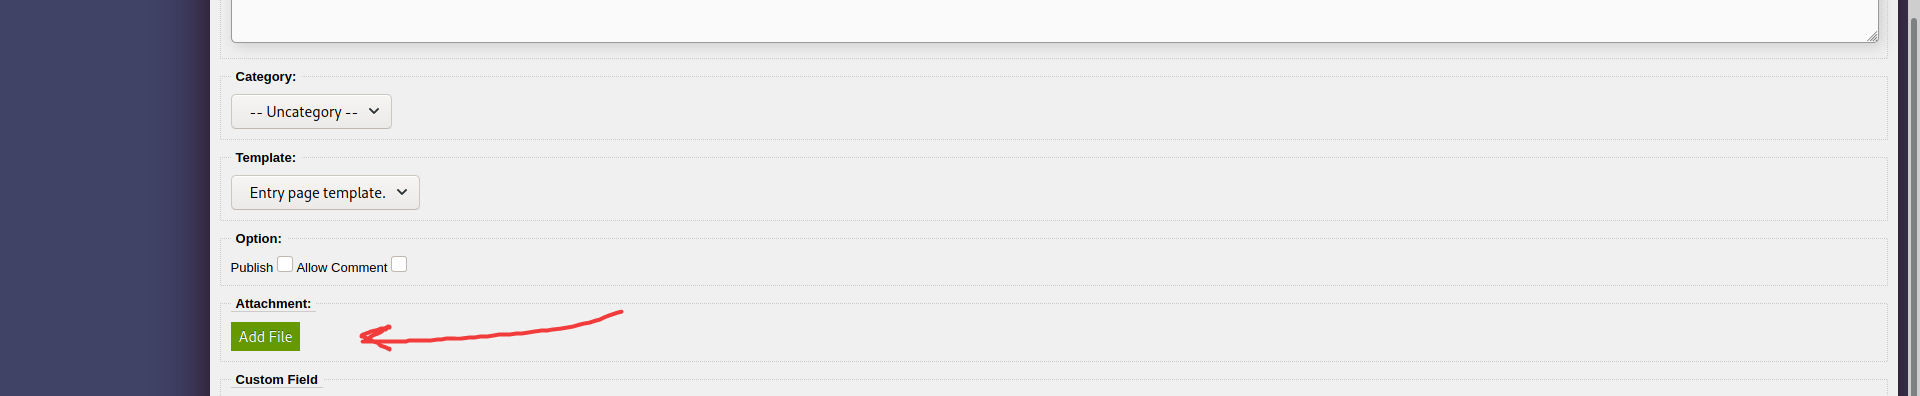 Category:
-- Uncategory --
Template:
Entry page template.
Option:
Publish Allow Comment
Attachment:
Add File
Custom Field